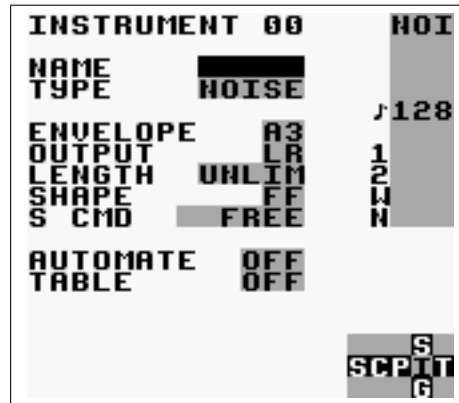 INSTRUMENT 00 NOI
NAME
TYPE NOISE
♪128
ENVELOPE A3
OUTPUT LR 1
LENGTH UNLIM 2
SHAPE FF W
S CMD FREE N
AUTOMATE OFF
TABLE OFF
S
SCPIT
G